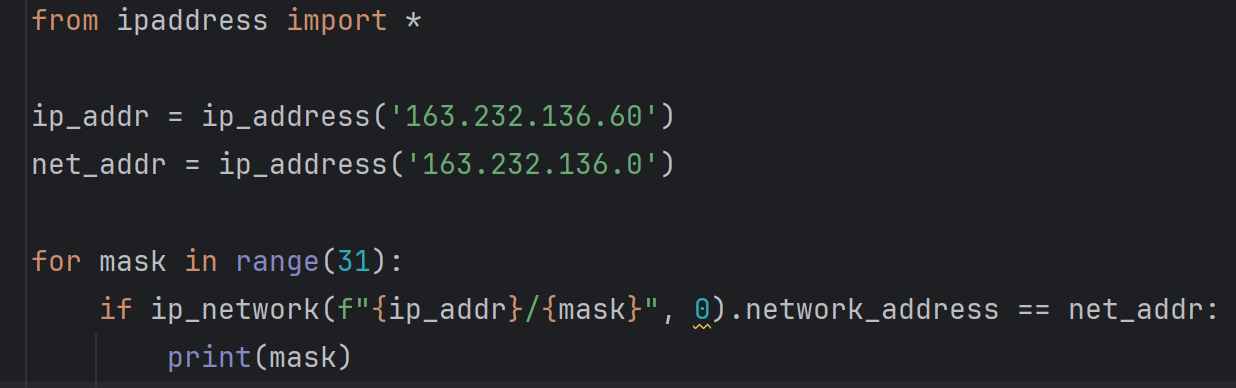 from ipaddress import *
ip_addr = ip_address('163.232.136.60')
net_addr = ip_address('163.232.136.0')
for mask in range(31):
    if ip_network(f"{ip_addr}/{mask}", 0).network_address == net_addr:
        print(mask)